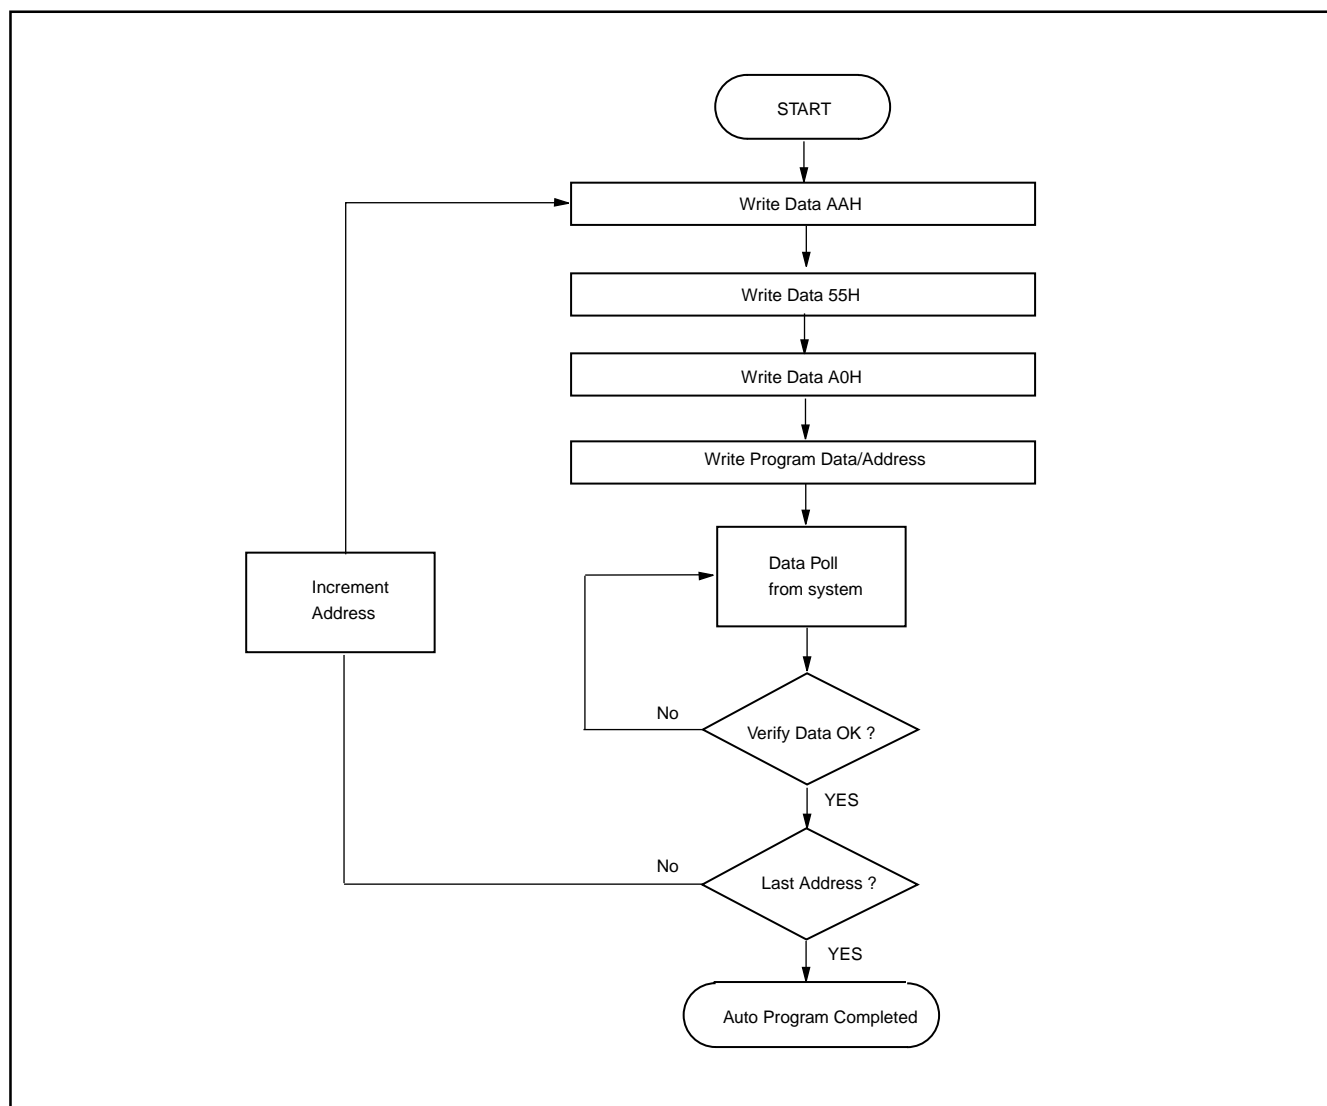 START
Write Data AAH
Write Data 55H
Write Data A0H
Write Program Data/Address
Data Poll
from system
Increment
Address
No
Verify Data OK ?
YES
No
Last Address ?
YES
Auto Program Completed